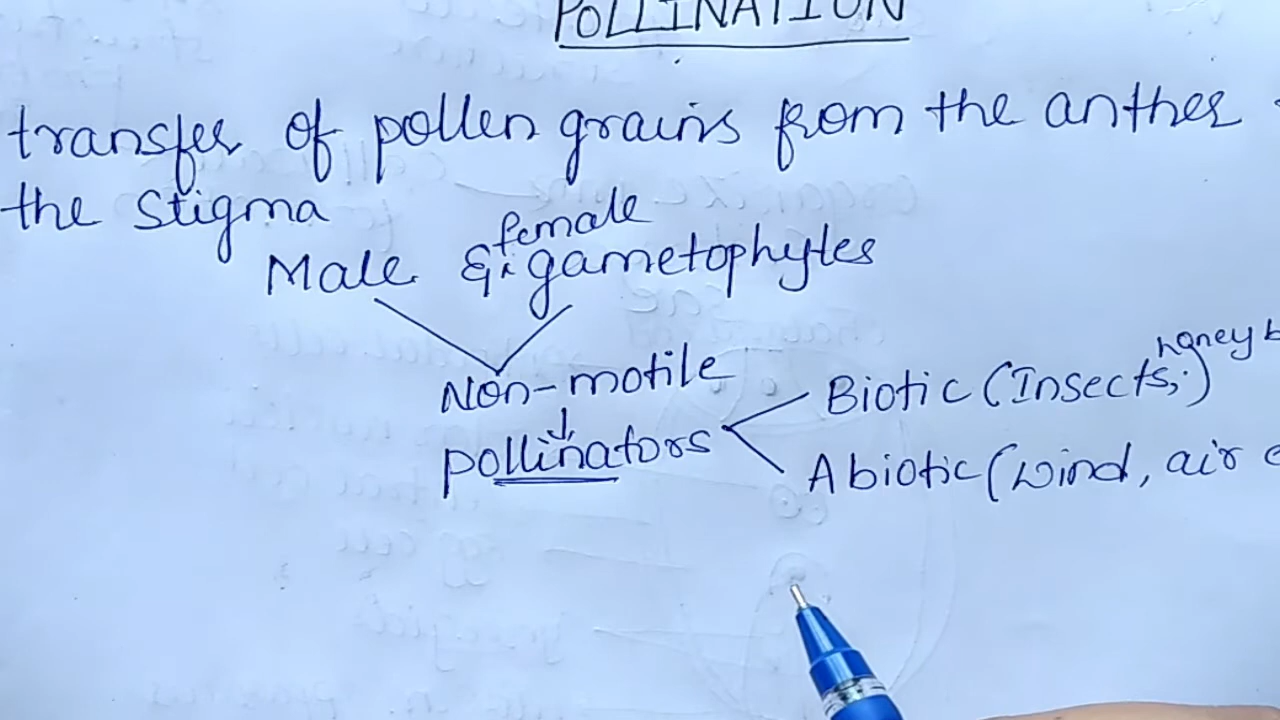 POLLINATION
transfer of pollen grains from the anther
the stigma
female
Male & gametophytes
Non-motile
honey b
Biotic (Insects,.)
pollinators
Abiotic (wind, air